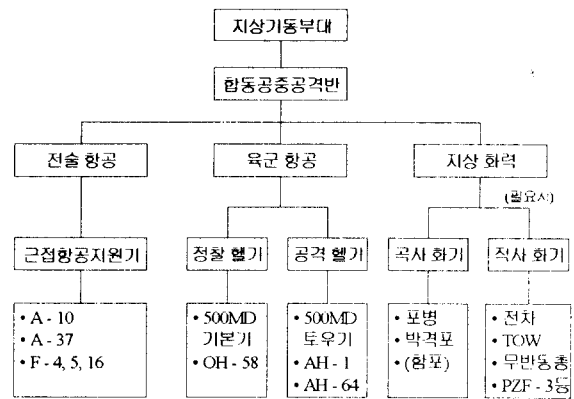 지상기동부대
합동공중공격반
전술 항공
육군 항공
지상 화력
(필요시)
근접항공지원기
정찰 헬기
공격 헬기
곡사 화기
직사 화기
• A - 10
• A - 37
• F - 4, 5, 16
• 500MD
기본기
• OH - 58
• 500MD
토우기
• AH - 1
• AH - 64
• 포병
• 박격포
• (함포)
• 전차
• TOW
• 무반동총
• PZF - 3등